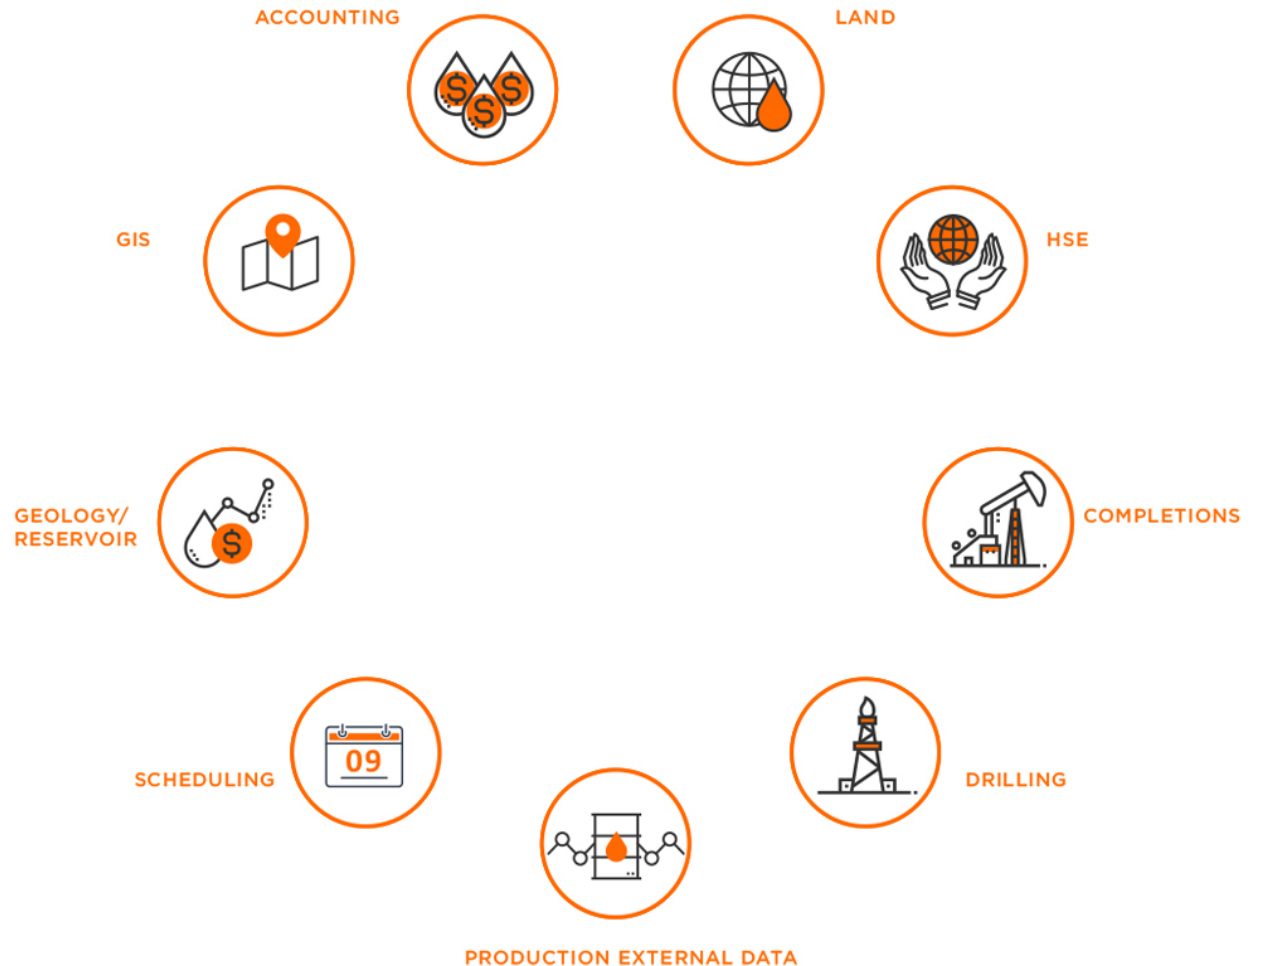 ACCOUNTING
LAND
$ $ $
GIS
HSE
GEOLOGY/
RESERVOIR
$
COMPLETIONS
SCHEDULING
09
DRILLING
PRODUCTION EXTERNAL DATA